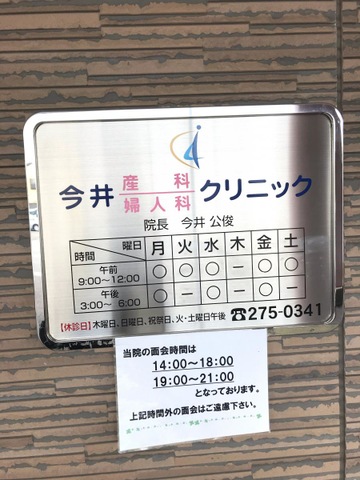 今井 産科 婦人科 クリニック
院長 今井 公俊
曜日 時間 月 火 水 木 金 土
午前 9:00～12:00 ○ ○ ○ － ○ ○
午後 3:00～ 6:00 ○ － ○ － ○ －
【休診日】木曜日、日曜日、祝祭日、火・土曜日午後 ☎275-0341
当院の面会時間は
14:00～18:00
19:00～21:00
となっております。
上記時間外の面会はご遠慮下さい。